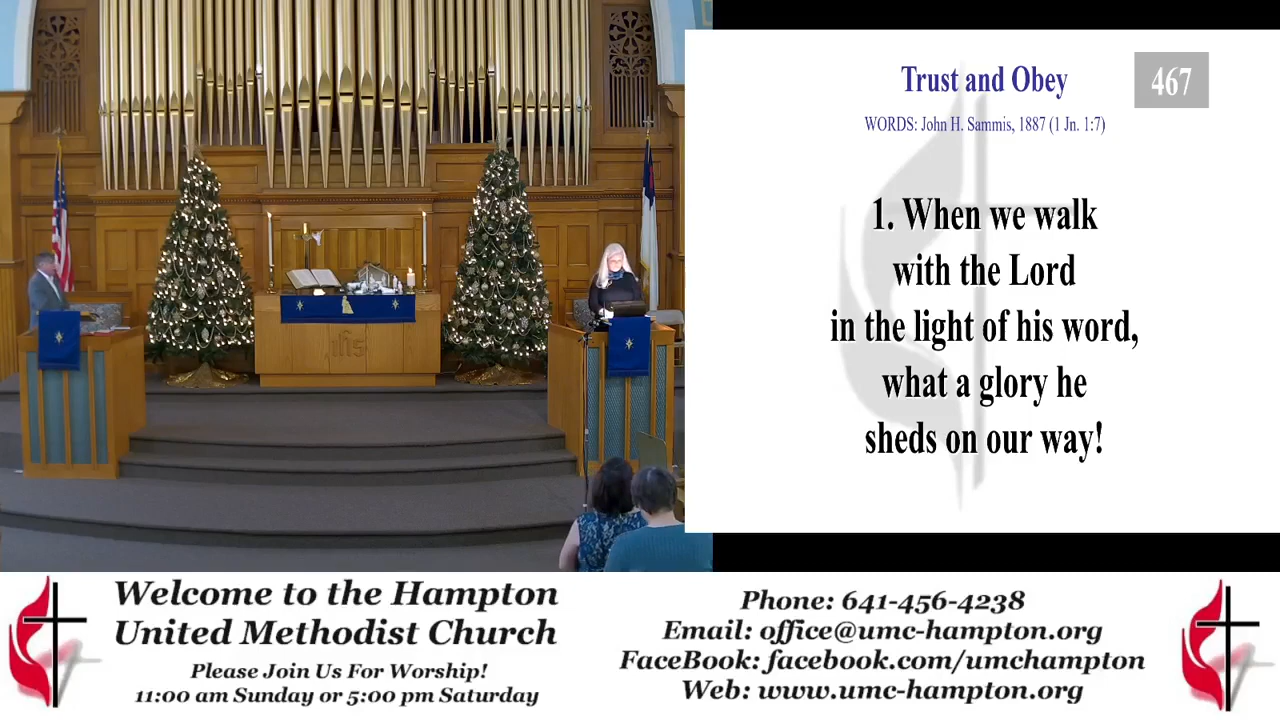 Trust and Obey
467
WORDS: John H. Sammis, 1887 (1 Jn. 1:7)
1. When we walk
with the Lord
in the light of his word,
what a glory he
sheds on our way!
ihs
Welcome to the Hampton
United Methodist Church
Please Join Us For Worship!
11:00 am Sunday or 5:00 pm Saturday
Phone: 641-456-4238
Email: office@umc-hampton.org
FaceBook: facebook.com/umchampton
Web: www.umc-hampton.org